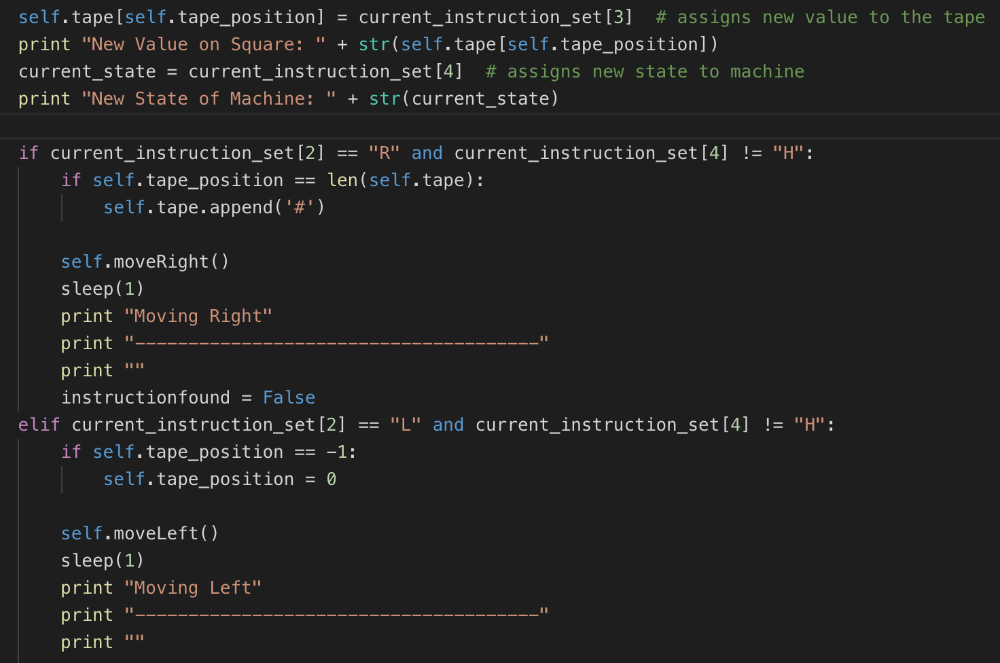 self.tape[self.tape_position] = current_instruction_set[3]  # assigns new value to the tape
print "New Value on Square: " + str(self.tape[self.tape_position])
current_state = current_instruction_set[4]  # assigns new state to machine
print "New State of Machine: " + str(current_state)

if current_instruction_set[2] == "R" and current_instruction_set[4] != "H":
    if self.tape_position == len(self.tape):
        self.tape.append('#')

    self.moveRight()
    sleep(1)
    print "Moving Right"
    print "--------------------------------------"
    print ""
    instructionfound = False
elif current_instruction_set[2] == "L" and current_instruction_set[4] != "H":
    if self.tape_position == -1:
        self.tape_position = 0

    self.moveLeft()
    sleep(1)
    print "Moving Left"
    print "--------------------------------------"
    print ""